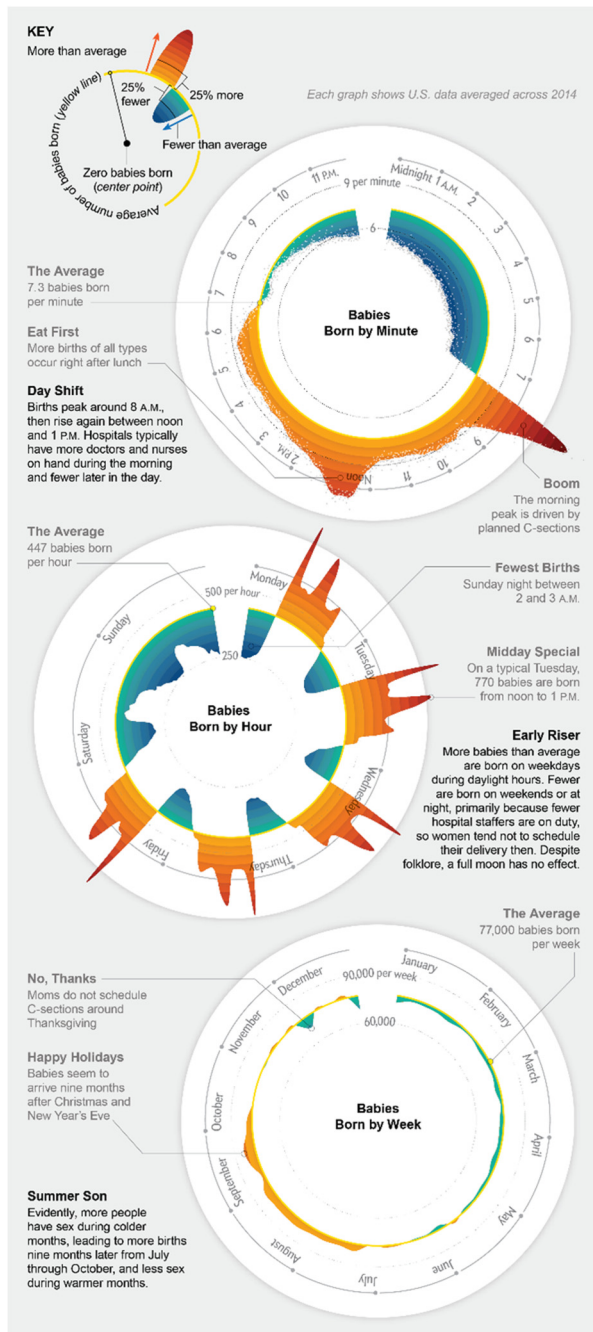 KEY
More than average
25% fewer
25% more
Fewer than average
Zero babies born
(center point)
Average number of babies born (yellow line)
Each graph shows U.S. data averaged across 2014
Midnight
1 A.M.
2
3
4
5
6
7
9
10
11
Noon
2 P.M.
3
4
5
6
7
8
9
10
11 P.M.
9 per minute
6
Babies
Born by Minute
The Average
7.3 babies born
per minute
Eat First
More births of all types
occur right after lunch
Day Shift
Births peak around 8 A.M.,
then rise again between noon
and 1 P.M. Hospitals typically
have more doctors and nurses
on hand during the morning
and fewer later in the day.
Boom
The morning
peak is driven by
planned C-sections
The Average
447 babies born
per hour
500 per hour
250
Monday
Tuesday
Wednesday
Thursday
Friday
Saturday
Sunday
Babies
Born by Hour
Fewest Births
Sunday night between
2 and 3 A.M.
Midday Special
On a typical Tuesday,
770 babies are born
from noon to 1 P.M.
Early Riser
More babies than average
are born on weekdays
during daylight hours. Fewer
are born on weekends or at
night, primarily because fewer
hospital staffers are on duty,
so women tend not to schedule
their delivery then. Despite
folklore, a full moon has no effect.
The Average
77,000 babies born
per week
90,000 per week
60,000
January
February
March
April
May
June
July
August
September
October
November
December
Babies
Born by Week
No, Thanks
Moms do not schedule
C-sections around
Thanksgiving
Happy Holidays
Babies seem to
arrive nine months
after Christmas and
New Year's Eve
Summer Son
Evidently, more people
have sex during colder
months, leading to more births
nine months later from July
through October, and less sex
during warmer months.